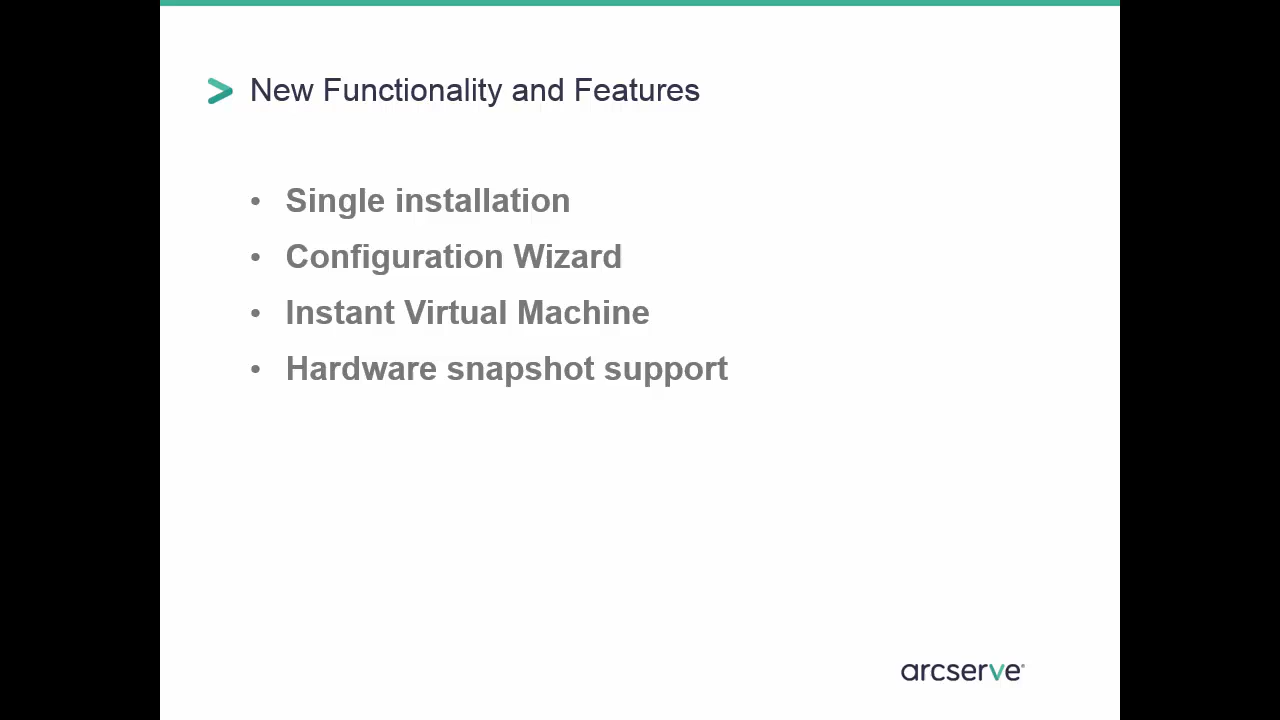 New Functionality and Features
• Single installation
• Configuration Wizard
• Instant Virtual Machine
• Hardware snapshot support
arcserve®